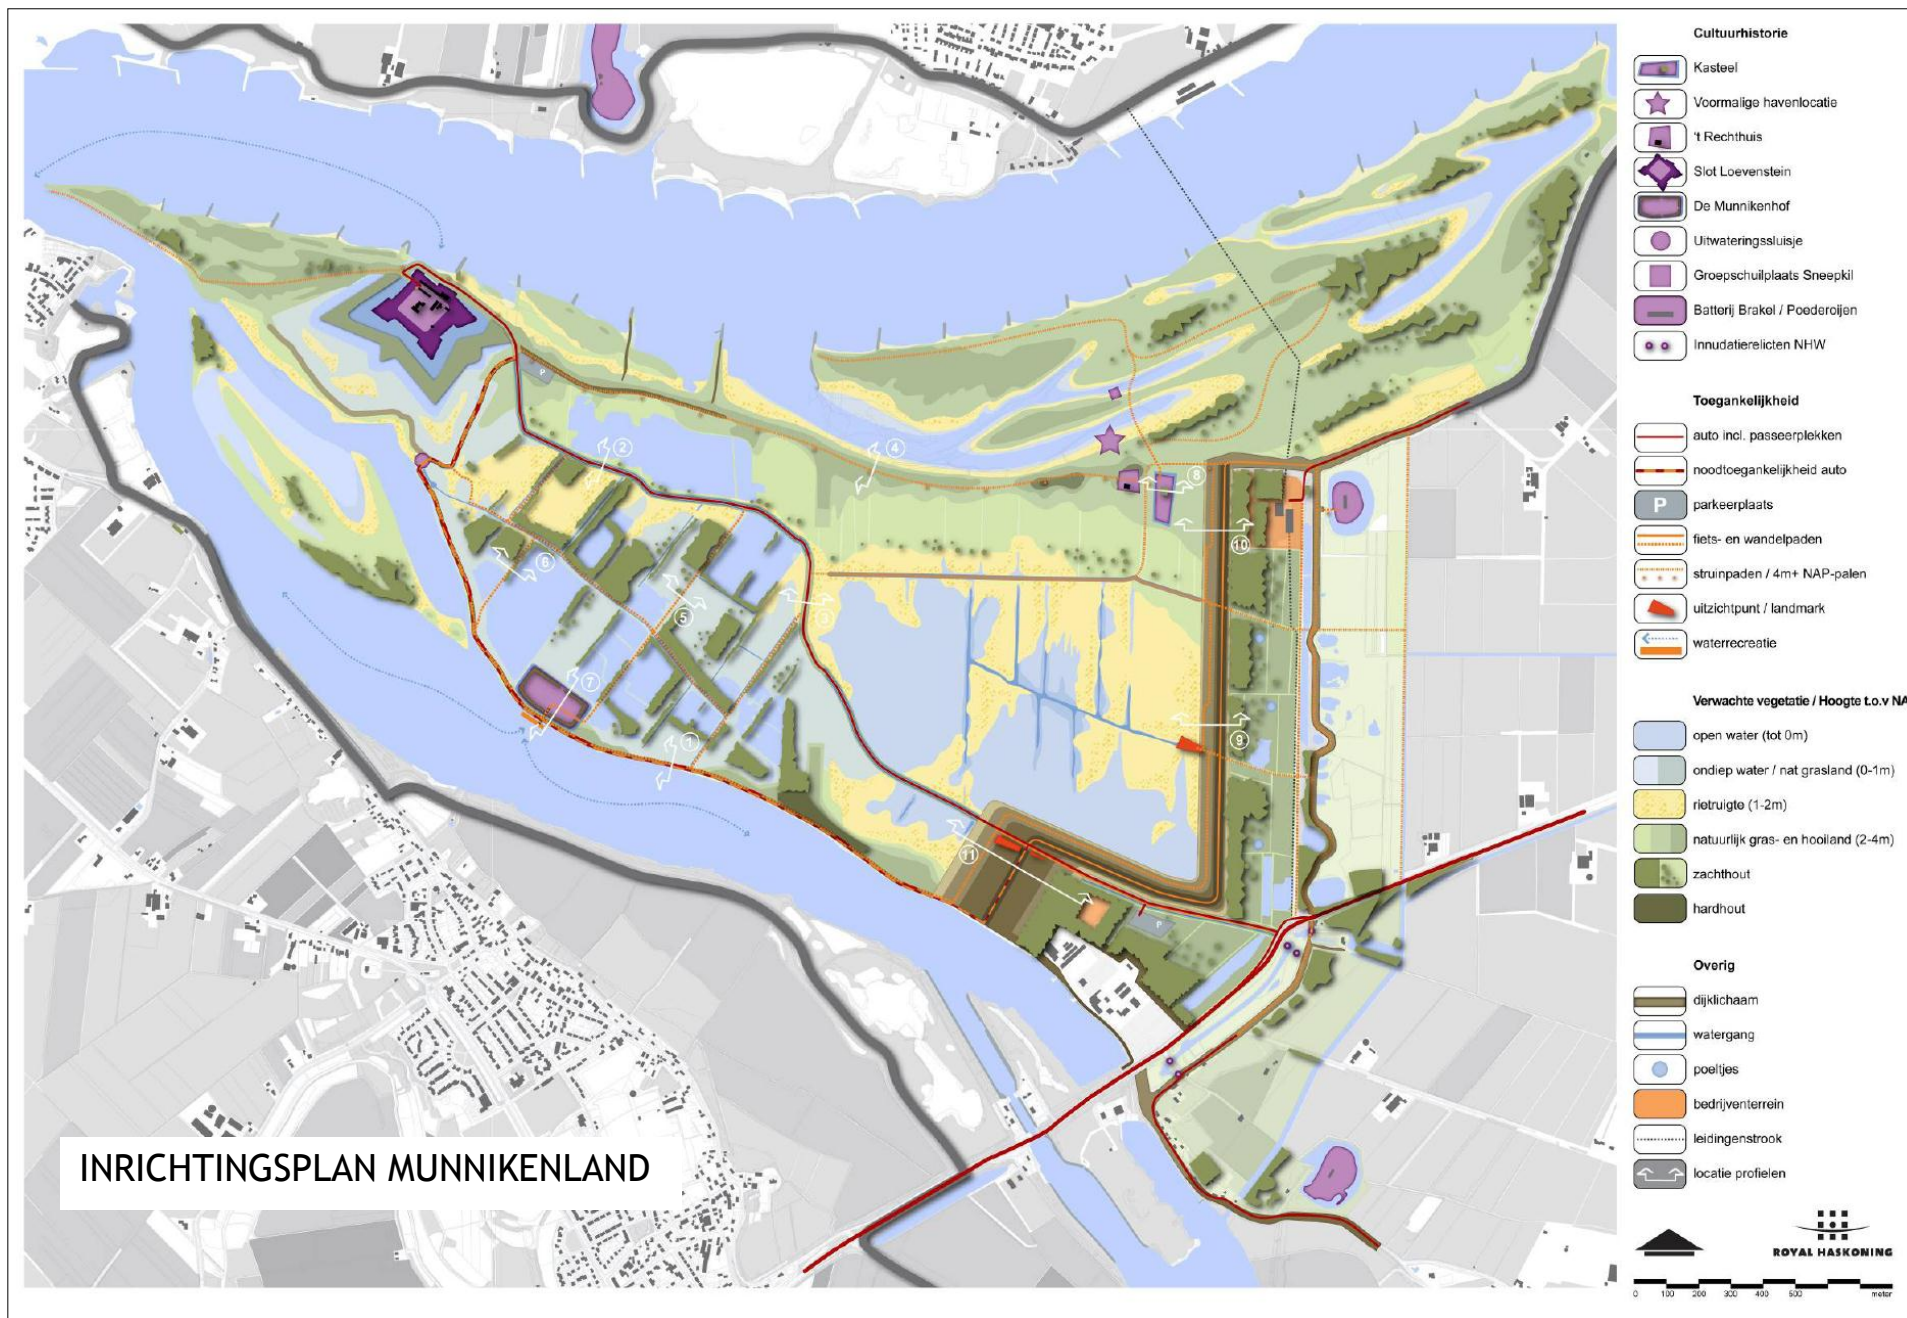 Cultuurhistorie
Kasteel
Voormalige havenlocatie
't Rechthuis
Slot Loevenstein
De Munnikenhof
Uitwateringssluisje
Groepschuilplaats Sneepkil
Batterij Brakel / Poederoijen
Innudatierelicten NHW
Toegankelijkheid
auto incl. passeerplekken
noodtoegankelijkheid auto
P parkeerplaats
fiets- en wandelpaden
struinpaden / 4m+ NAP-palen
uitzichtpunt / landmark
waterrecreatie
Verwachte vegetatie / Hoogte t.o.v NA
open water (tot 0m)
ondiep water / nat grasland (0-1m)
rietruigte (1-2m)
natuurlijk gras- en hooiland (2-4m)
zachthout
hardhout
Overig
dijklichaam
watergang
poeltjes
bedrijventerrein
leidingenstrook
locatie profielen
ROYAL HASKONING
0 100 200 300 400 500 meter
P
2
4
8
10
6
5
3
7
1
9
11
P
INRICHTINGSPLAN MUNNIKENLAND